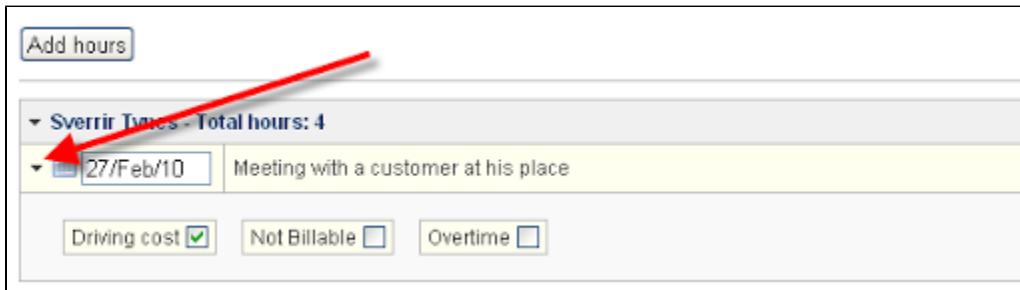 Add hours
Sverrir Tynes - Total hours: 4
27/Feb/10 Meeting with a customer at his place
Driving cost Not Billable Overtime